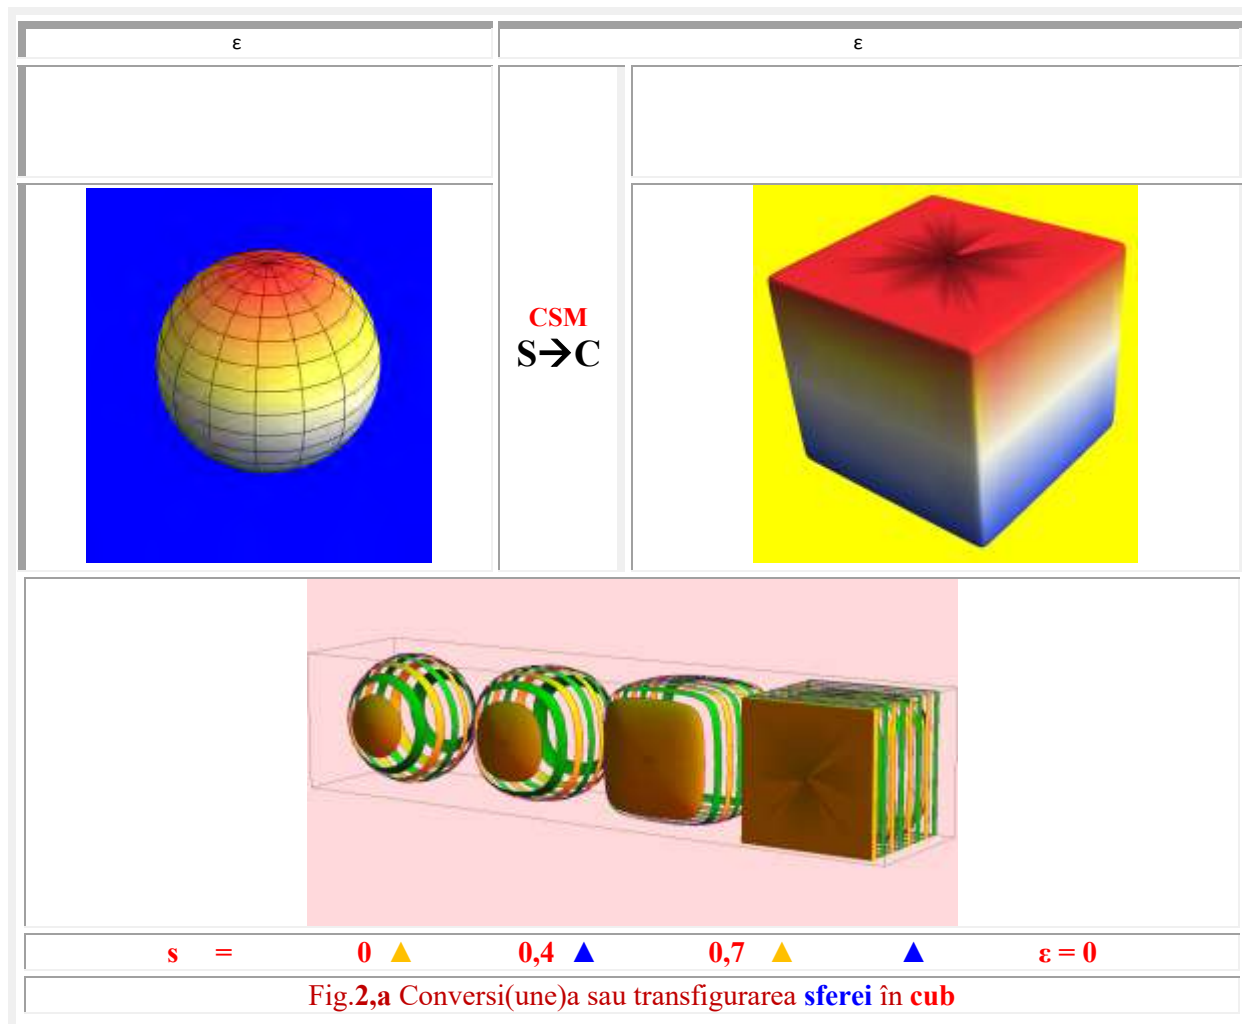 ε ε
CSM
S→C
s = 0 ▲ 0,4 ▲ 0,7 ▲ ▲ ε = 0
Fig.2,a Conversi(une)a sau transfigurarea sferei în cub